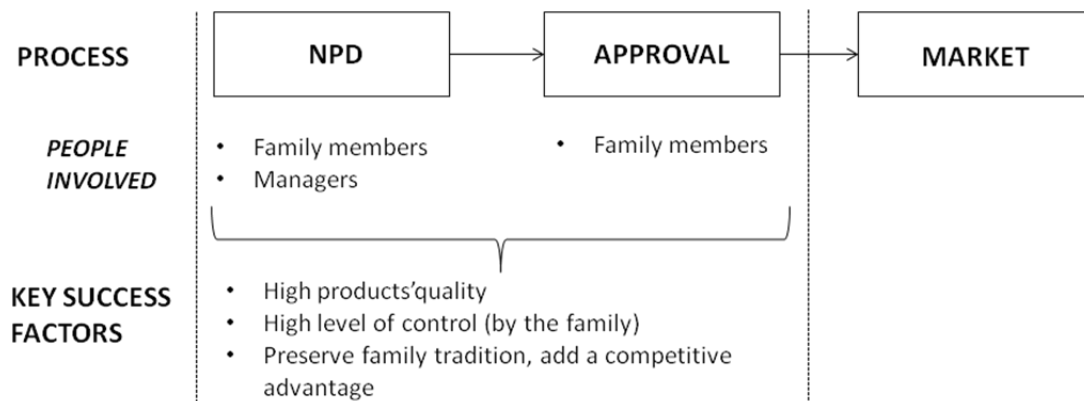 PROCESS
NPD
APPROVAL
MARKET
PEOPLE
INVOLVED
• Family members
• Managers
• Family members
KEY SUCCESS
FACTORS
• High products'quality
• High level of control (by the family)
• Preserve family tradition, add a competitive
advantage